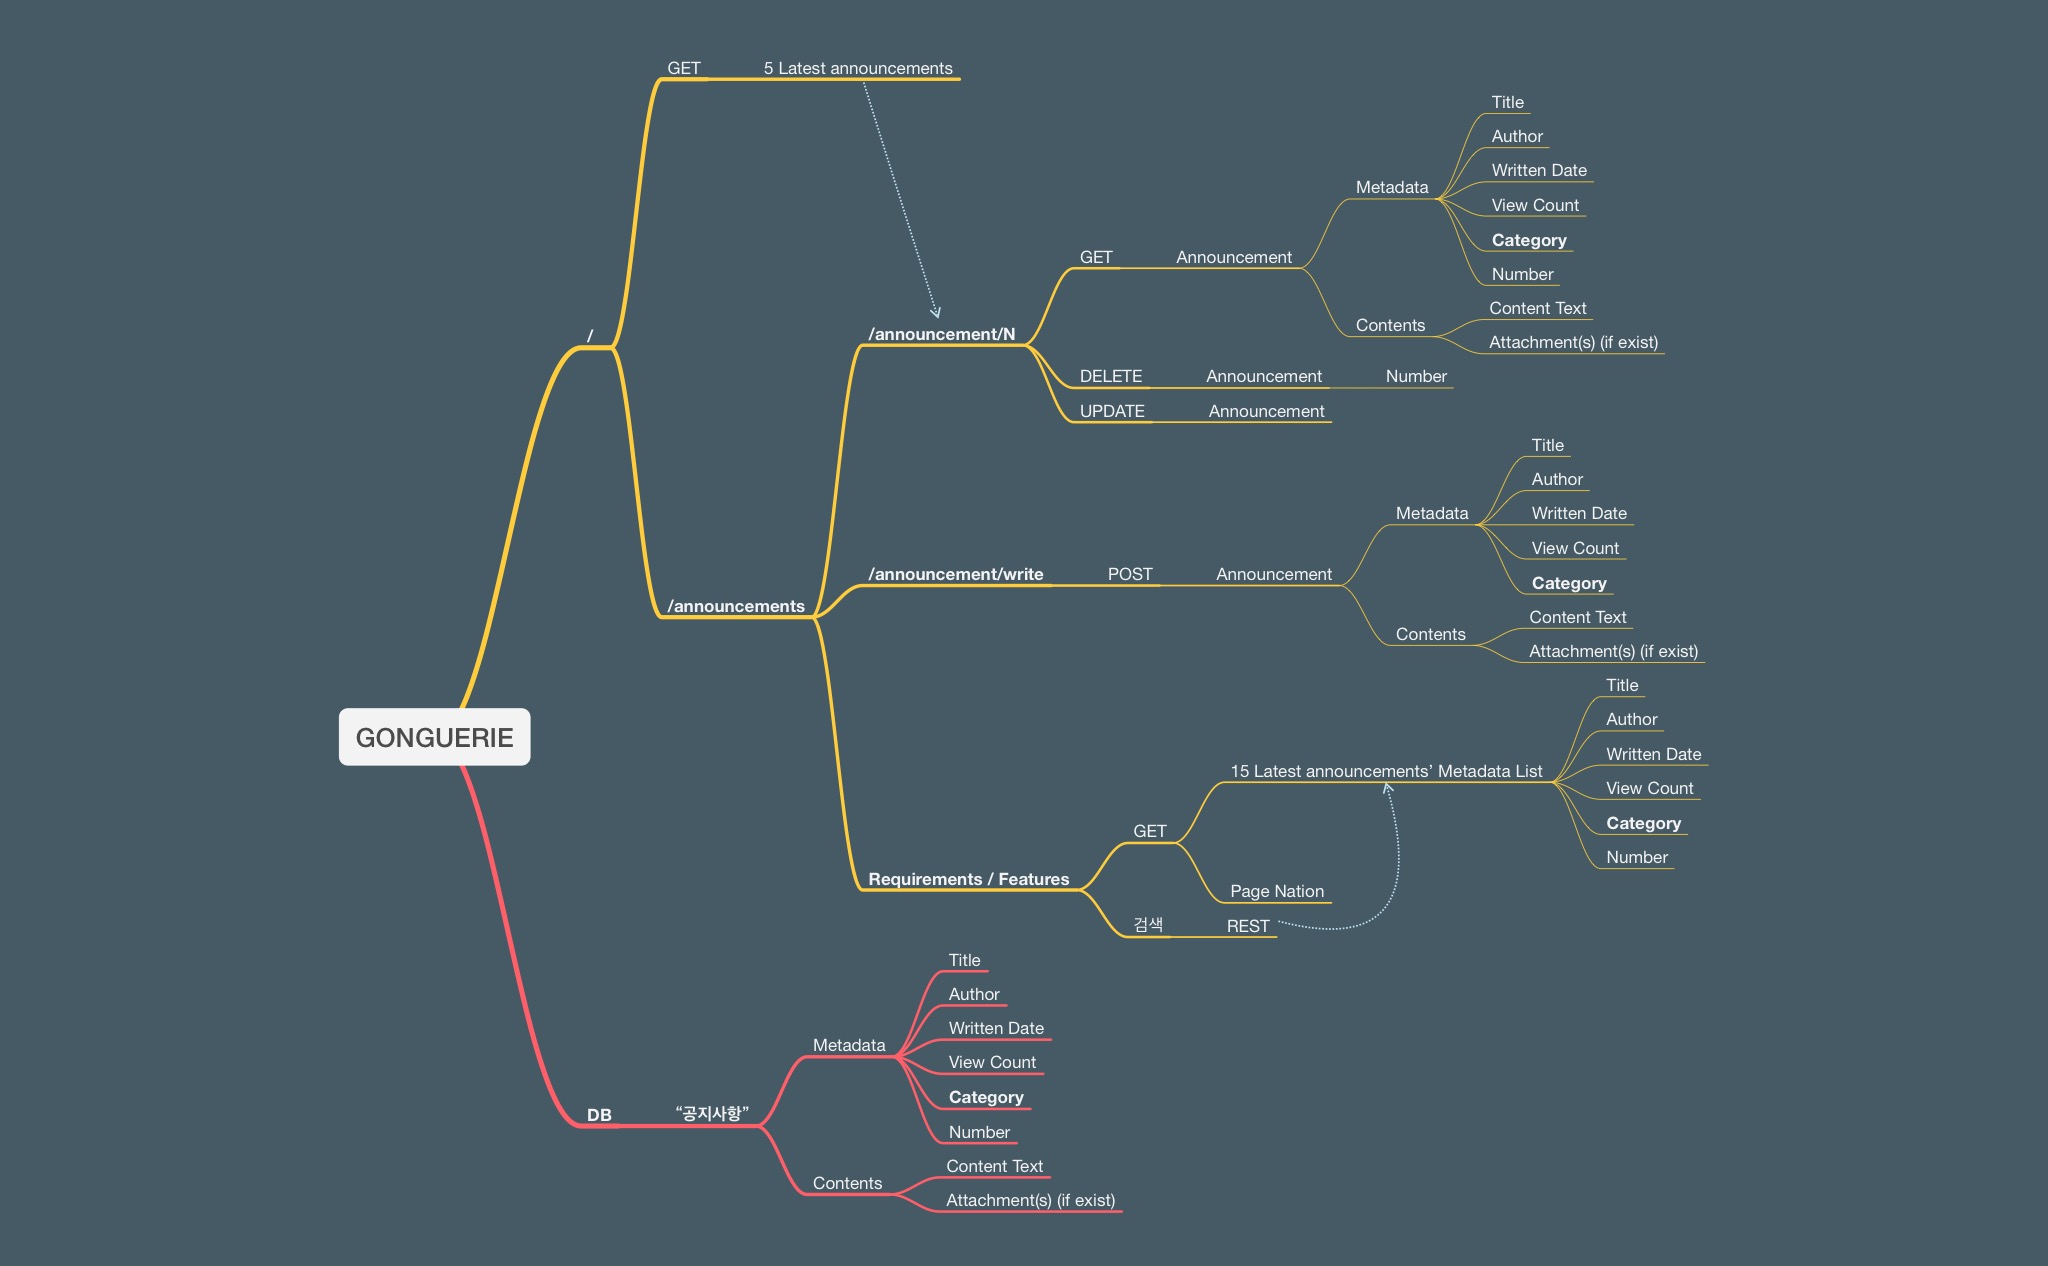 GONGUERIE
/
GET
5 Latest announcements
/announcements
/announcement/N
GET
Announcement
Metadata
Title
Author
Written Date
View Count
Category
Number
Contents
Content Text
Attachment(s) (if exist)
DELETE
Announcement
Number
UPDATE
Announcement
/announcement/write
POST
Announcement
Metadata
Title
Author
Written Date
View Count
Category
Contents
Content Text
Attachment(s) (if exist)
Requirements / Features
GET
15 Latest announcements’ Metadata List
Title
Author
Written Date
View Count
Category
Number
Page Nation
검색
REST
DB
“공지사항”
Metadata
Title
Author
Written Date
View Count
Category
Number
Contents
Content Text
Attachment(s) (if exist)